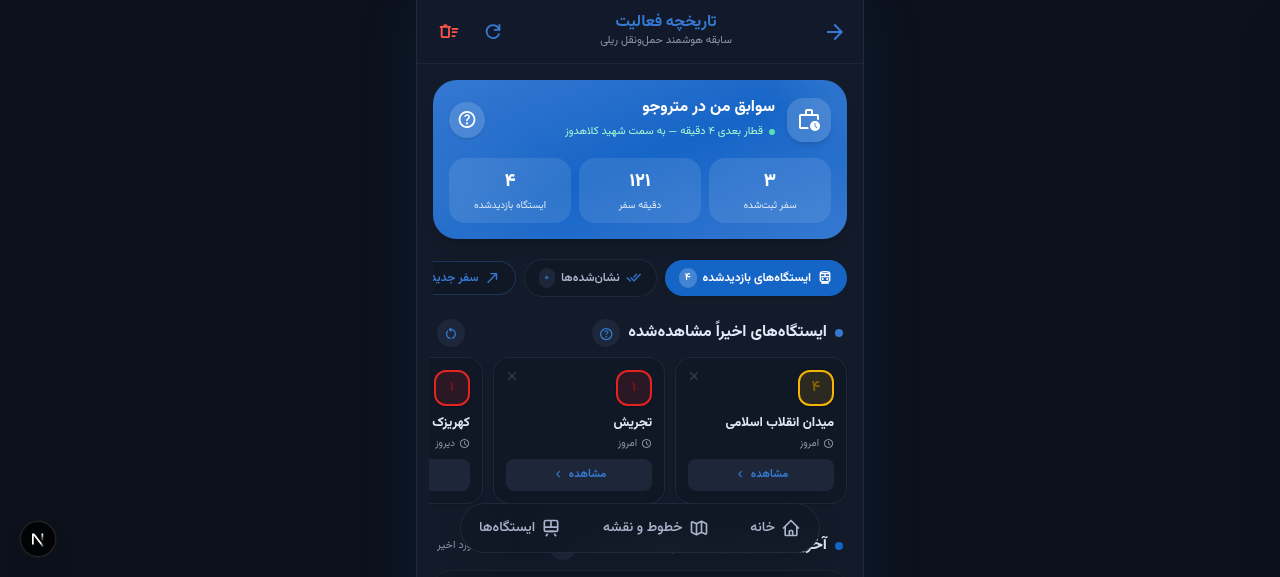 تاریخچه فعالیت
سابقه هوشمند حمل‌ونقل ریلی
سوابق من در متروجو
قطار بعدی ۴ دقیقه — به سمت شهید کلاهدوز
۳
سفر ثبت‌شده
۱۲۱
دقیقه سفر
۴
ایستگاه بازدیدشده
ایستگاه‌های بازدیدشده ۴
نشان‌شده‌ها ۰
سفر جدید
ایستگاه‌های اخیراً مشاهده‌شده
۴
میدان انقلاب اسلامی
امروز
مشاهده
۱
تجریش
امروز
مشاهده
۱
کهریزک
دیروز
خانه
خطوط و نقشه
ایستگاه‌ها
اخیر
N